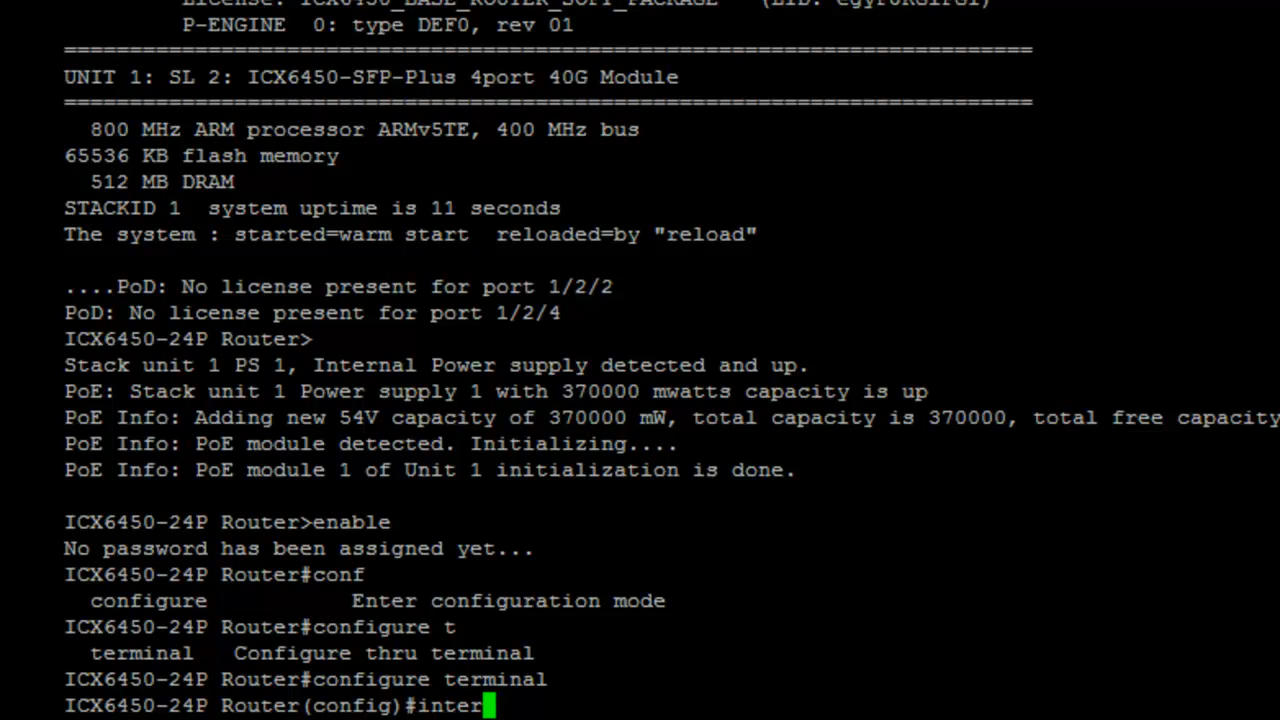 License: ICX6450_BASE_ROUTER_SOFT_PACKAGE
P-ENGINE  0: type DEF0, rev 01
==========================================================================
UNIT 1: SL 2: ICX6450-SFP-Plus 4port 40G Module
==========================================================================
800 MHz ARM processor ARMv5TE, 400 MHz bus
65536 KB flash memory
512 MB DRAM
STACKID 1  system uptime is 11 seconds
The system : started=warm start  reloaded=by "reload"
....PoD: No license present for port 1/2/2
PoD: No license present for port 1/2/4
ICX6450-24P Router>
Stack unit 1 PS 1, Internal Power supply detected and up.
PoE: Stack unit 1 Power supply 1 with 370000 mwatts capacity is up
PoE Info: Adding new 54V capacity of 370000 mW, total capacity is 370000, total free capacity
PoE Info: PoE module detected. Initializing....
PoE Info: PoE module 1 of Unit 1 initialization is done.
ICX6450-24P Router>enable
No password has been assigned yet...
ICX6450-24P Router#conf
configure           Enter configuration mode
ICX6450-24P Router#configure t
terminal   Configure thru terminal
ICX6450-24P Router#configure terminal
ICX6450-24P Router(config)#inter